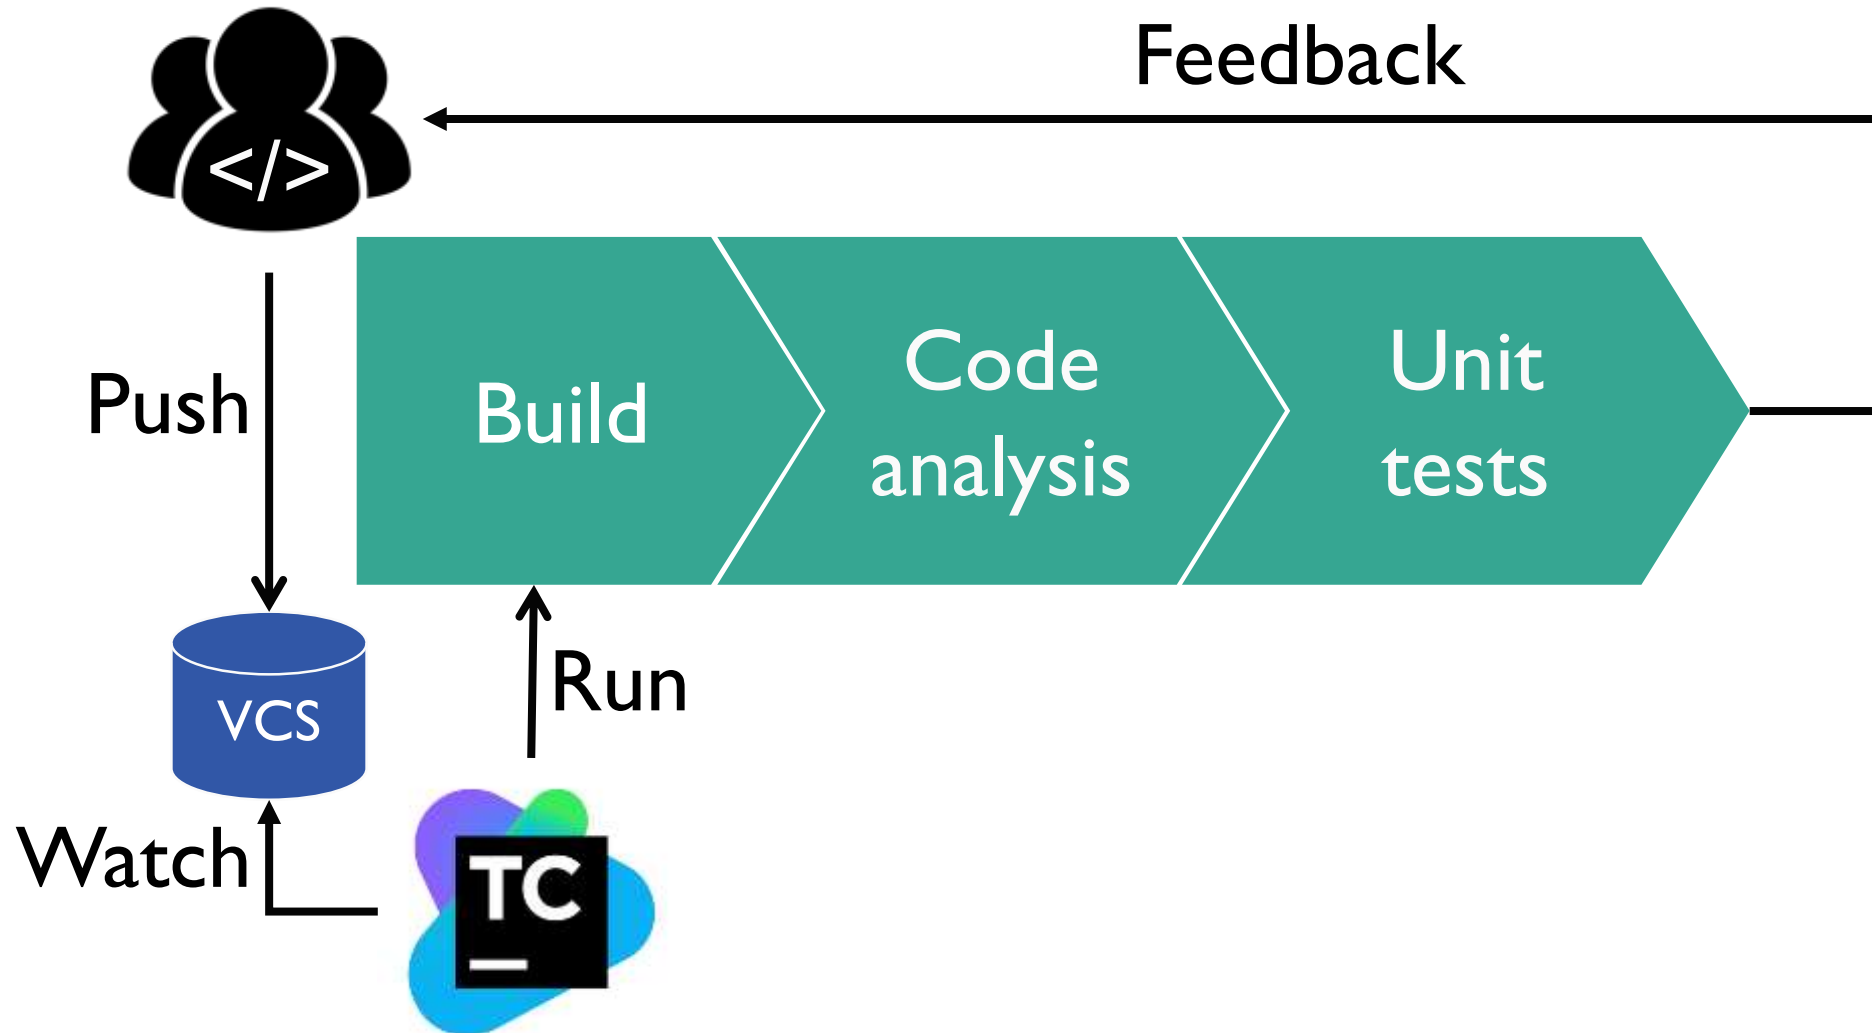 Feedback
</>
Push
Build
Code
analysis
Unit
tests
Run
VCS
Watch
TC